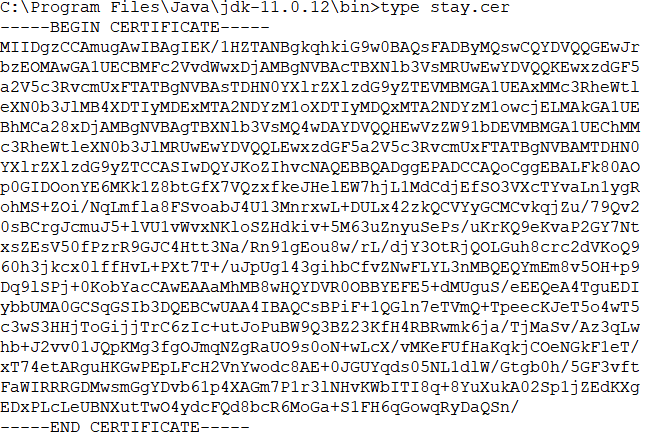 C:\Program Files\Java\jdk-11.0.12\bin>type stay.cer
-----BEGIN CERTIFICATE-----
MIIDgzCCAmugAwIBAgIEK/1HZTANBgkqhkiG9w0BAQsFADByMQswCQYDVQQGEwJr
bzEOMAwGA1UECBMFc2VvdWwxDjAMBgNVBAcTBXNlb3VsMRUwEwYDVQQKEwxzdGF5
a2V5c3RvcmUxFTATBgNVBAsTDHN0YXlrZXlzdG9yZTEVMBMGA1UEAxMMc3RheWtl
eXN0b3JlMB4XDTIyMDExMTA2NDYzM1oXDTIyMDQxMTA2NDYzM1owcjELMAkGA1UE
BhMCa28xDjAMBgNVBAgTBXNlb3VsMQ4wDAYDVQQHEwVzZW91bDEVMBMGA1UEChMM
c3RheWtleXN0b3JlMRUwEwYDVQQLEwxzdGF5a2V5c3RvcmUxFTATBgNVBAMTDHN0
YXlrZXlzdG9yZTCCASIwDQYJKoZIhvcNAQEBBQADggEPADCCAQoCggEBALFk80AO
p0GIDOonYE6MKk1Z8btGfX7VQzxfkeJHelEW7hjL1MdCdjEfSO3VXcTYvaLn1ygR
ohMS+ZOi/NqLmfla8FSvoabJ4Ul3MnrxwL+DULx42zkQCVYyGCMCvkqjZu/79Qv2
0sBCrgJcmuJ5+lVU1vWvxNKloSZHdkiv+5M63uZnyuSePs/uKrKQ9eKvaP2GY7Nt
xsZEsV50fPzrR9GJC4Htt3Na/Rn91gEou8w/rL/djY3OtRjQOLGuh8crc2dVKoQ9
60h3jkcx0lffHvL+PXt7T+/uJpUg143gihbCfvZNwFLYL3nMBQEQYmEm8v5OH+p9
Dq9lSPj+0KobYacCAwEAAaMhMB8wHQYDVR0OBBYEFE5+dMUguS/eEEQeA4TguEDI
ybbUMA0GCSqGSIb3DQEBCwUAA4IBAQCsBPiF+1QGln7eTVmQ+TpeecKJeT5o4wT5
c3wS3HHjToGijjTrC6zIc+utJoPuBW9Q3BZ23KfH4RBRwmk6ja/TjMaSv/Az3qLw
hb+J2vv01JQpKMg3fgOJmqNZgRaUO9s0oN+wLcX/vMKeFUfHaKqkjCOeNGkF1eT/
xT74etARguHKGwPEpLFcH2VnYwodc8AE+0JGUYqds05NL1dlW/Gtgb0h/5GF3vft
FaWIRRRGDMwsmGgYDvb61p4XAGm7P1r3lNHvKWbITI8q+8YuXukA02Sp1jZEdKXg
EDxPLcLeUBNXutTwO4ydcFQd8bcR6MoGa+S1FH6qGowqRyDaQSn/
-----END CERTIFICATE-----